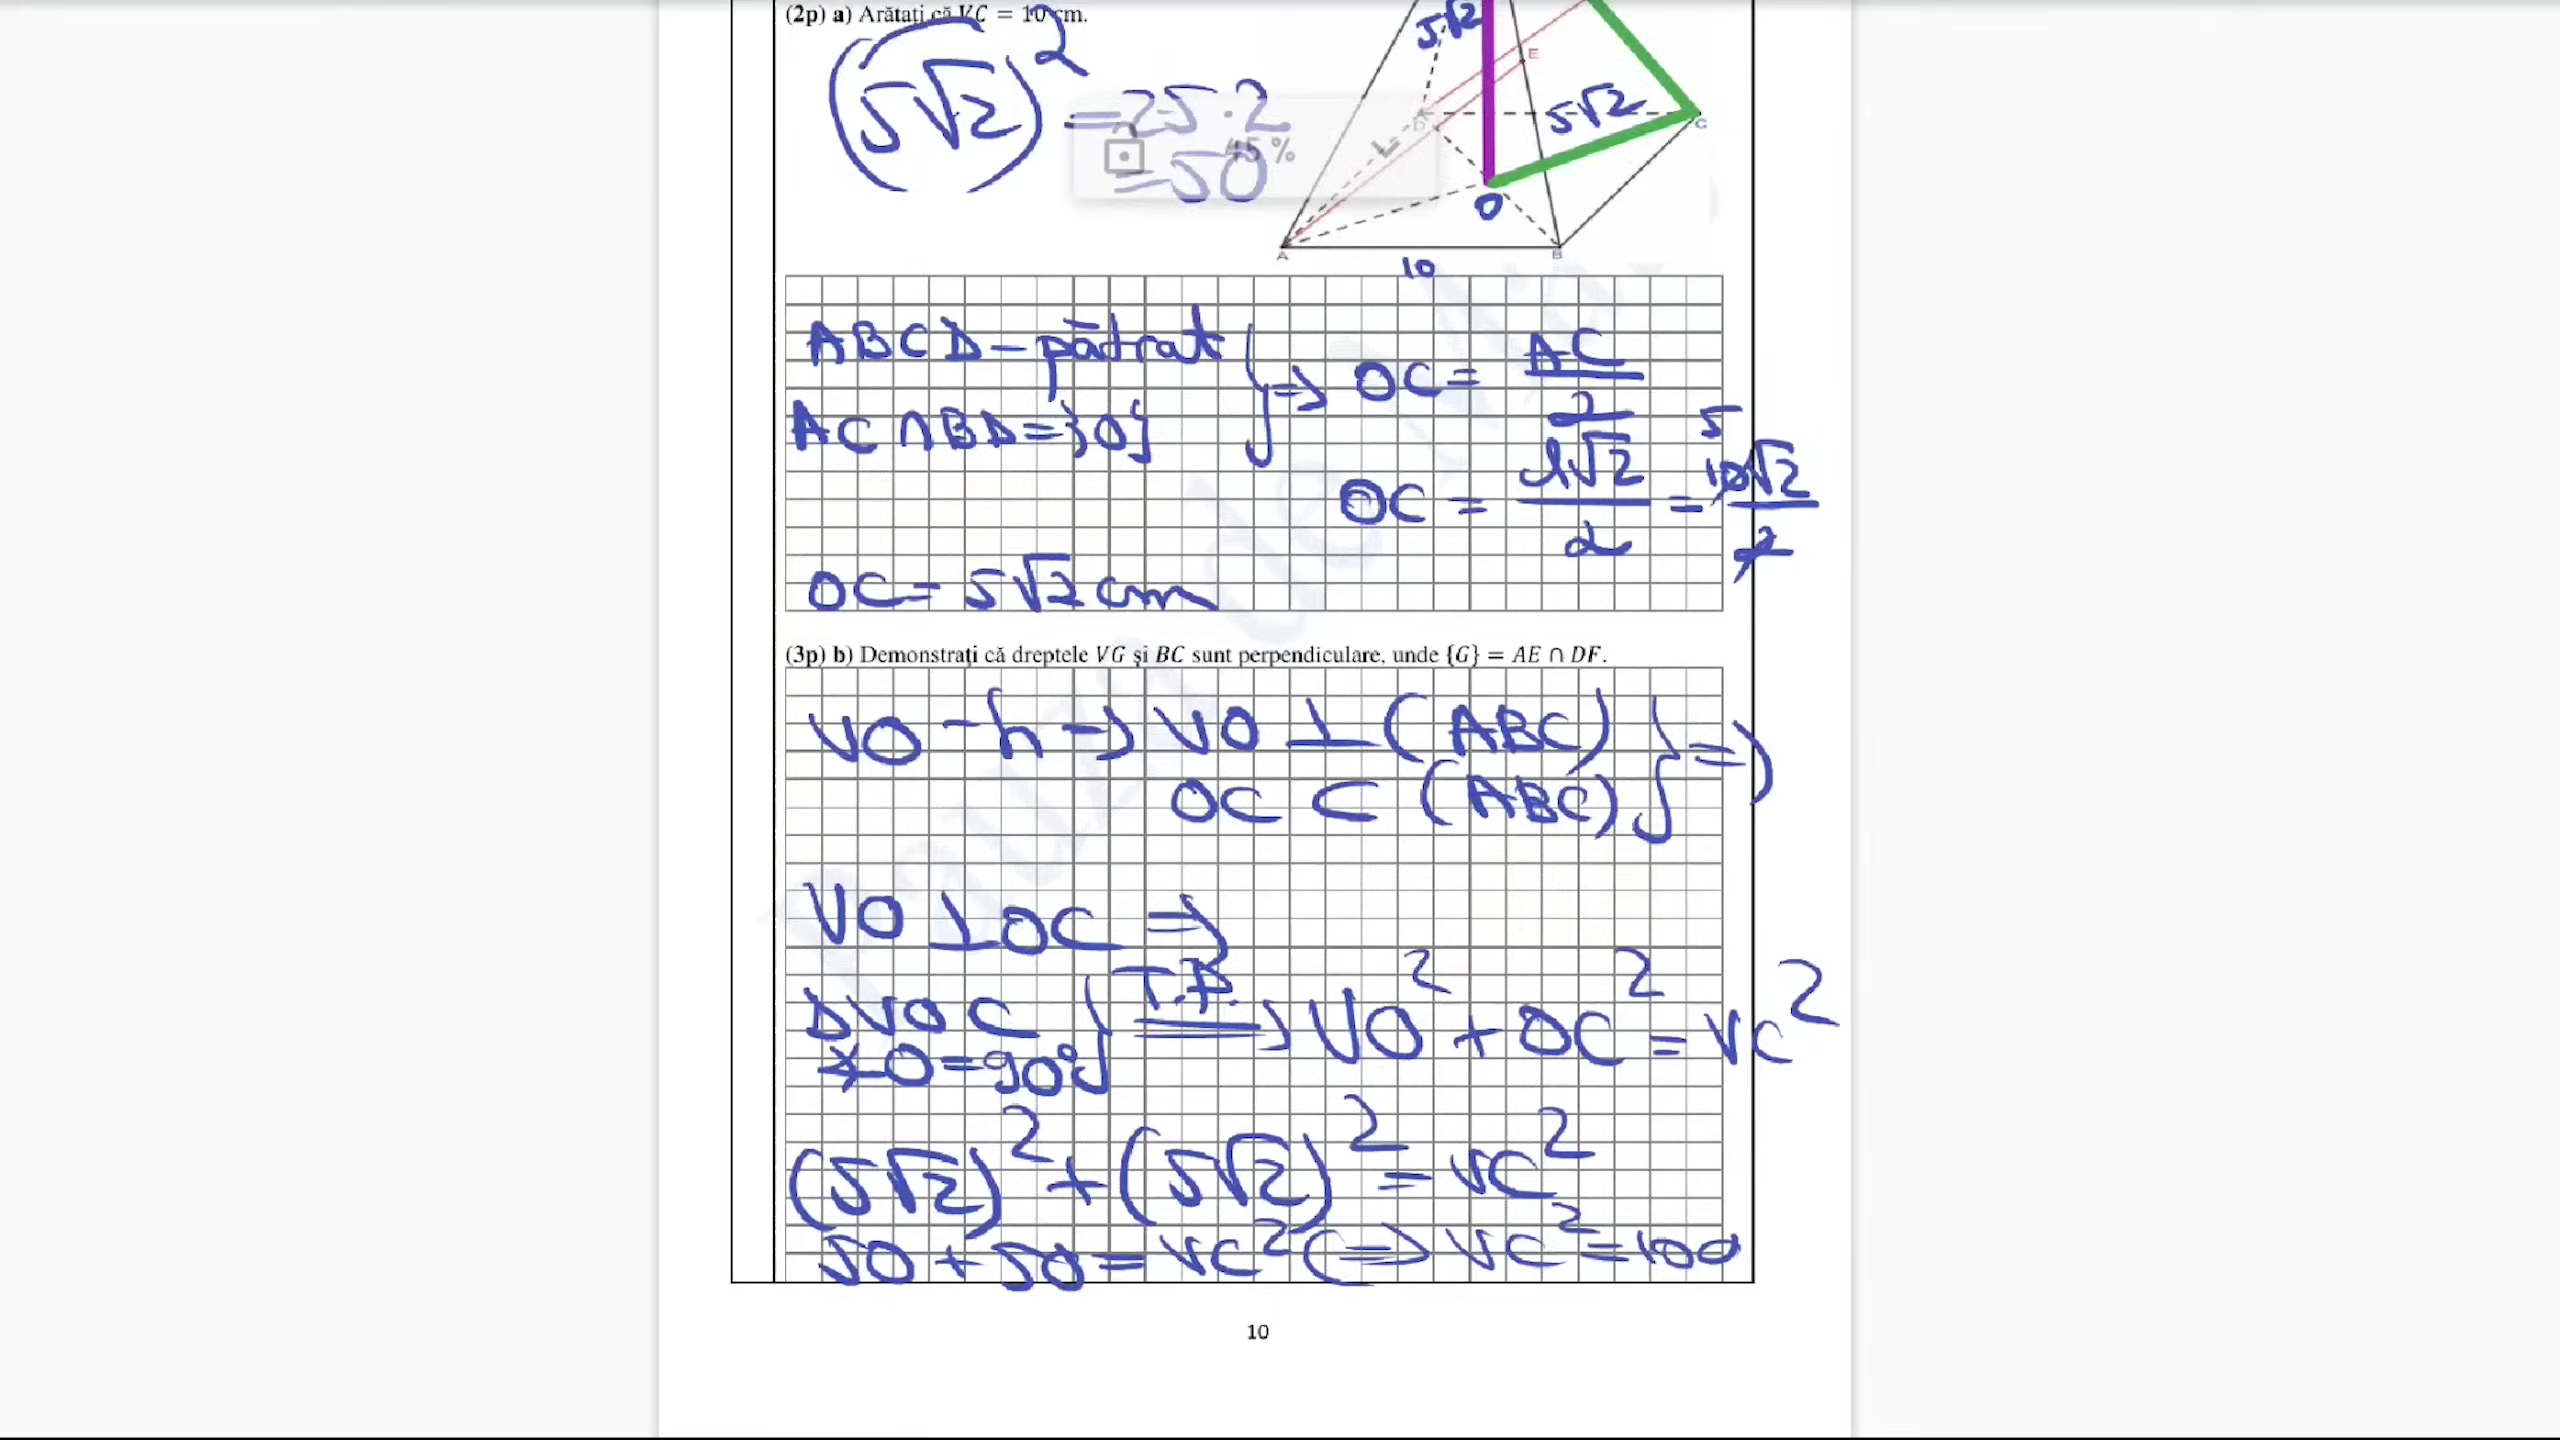 (2p) a) Arătați că VC = 10 cm.
(5√2)² = 25·2
= 50
45 %
5√2
E
5√2
D
C
O
A
B
10
ABCD – pătrat
AC ∩ BD = {O}
=> OC = AC/2
OC = l√2/2 = 10√2/2
5
OC = 5√2 cm
(3p) b) Demonstrați că dreptele VG și BC sunt perpendiculare, unde {G} = AE ∩ DF.
VO – h => VO ⊥ (ABC)
OC ⊂ (ABC) =>
VO ⊥ OC =>
Δ VOC
∢O = 90°
T.P. => VO² + OC² = VC²
(5√2)² + (5√2)² = VC²
50 + 50 = VC² <=> VC² = 100
10